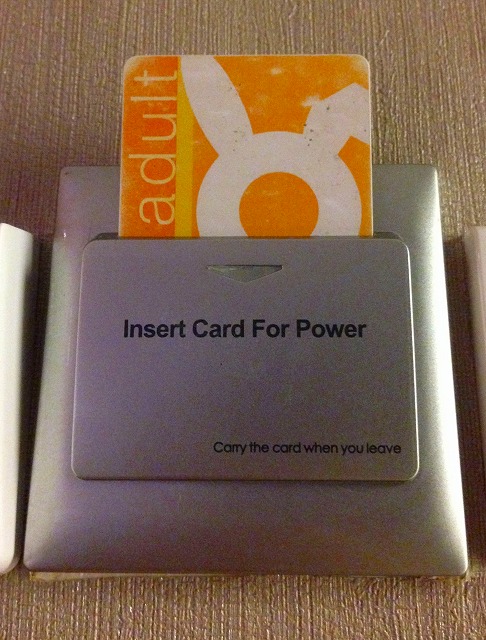 adult
Insert Card For Power
Carry the card when you leave